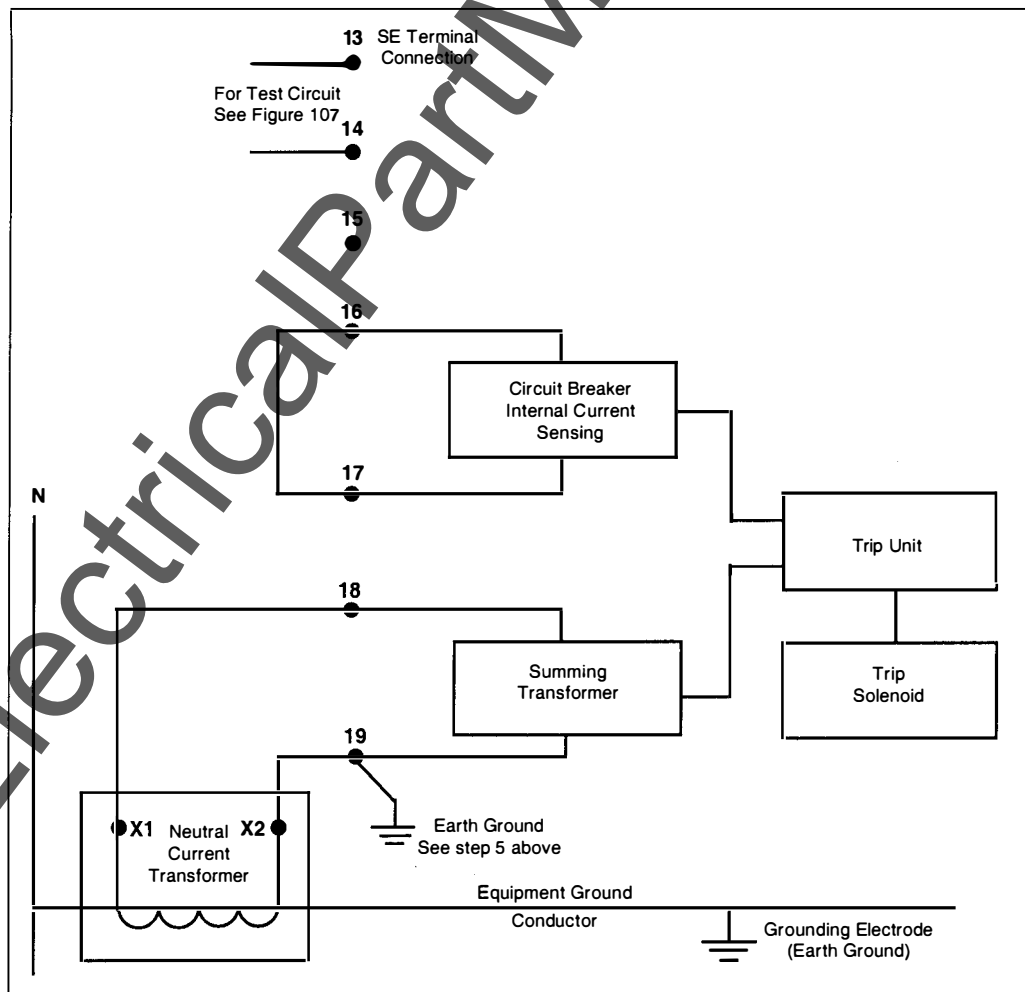 13 SE Terminal
Connection
For Test Circuit
See Figure 107
14
15
16
Circuit Breaker
Internal Current
Sensing
17
N
Trip Unit
18
Summing
Transformer
Trip
Solenoid
19
X1 Neutral X2
Current
Transformer
Earth Ground
See step 5 above
Equipment Ground
Conductor
Grounding Electrode
(Earth Ground)
ElectricalPartM